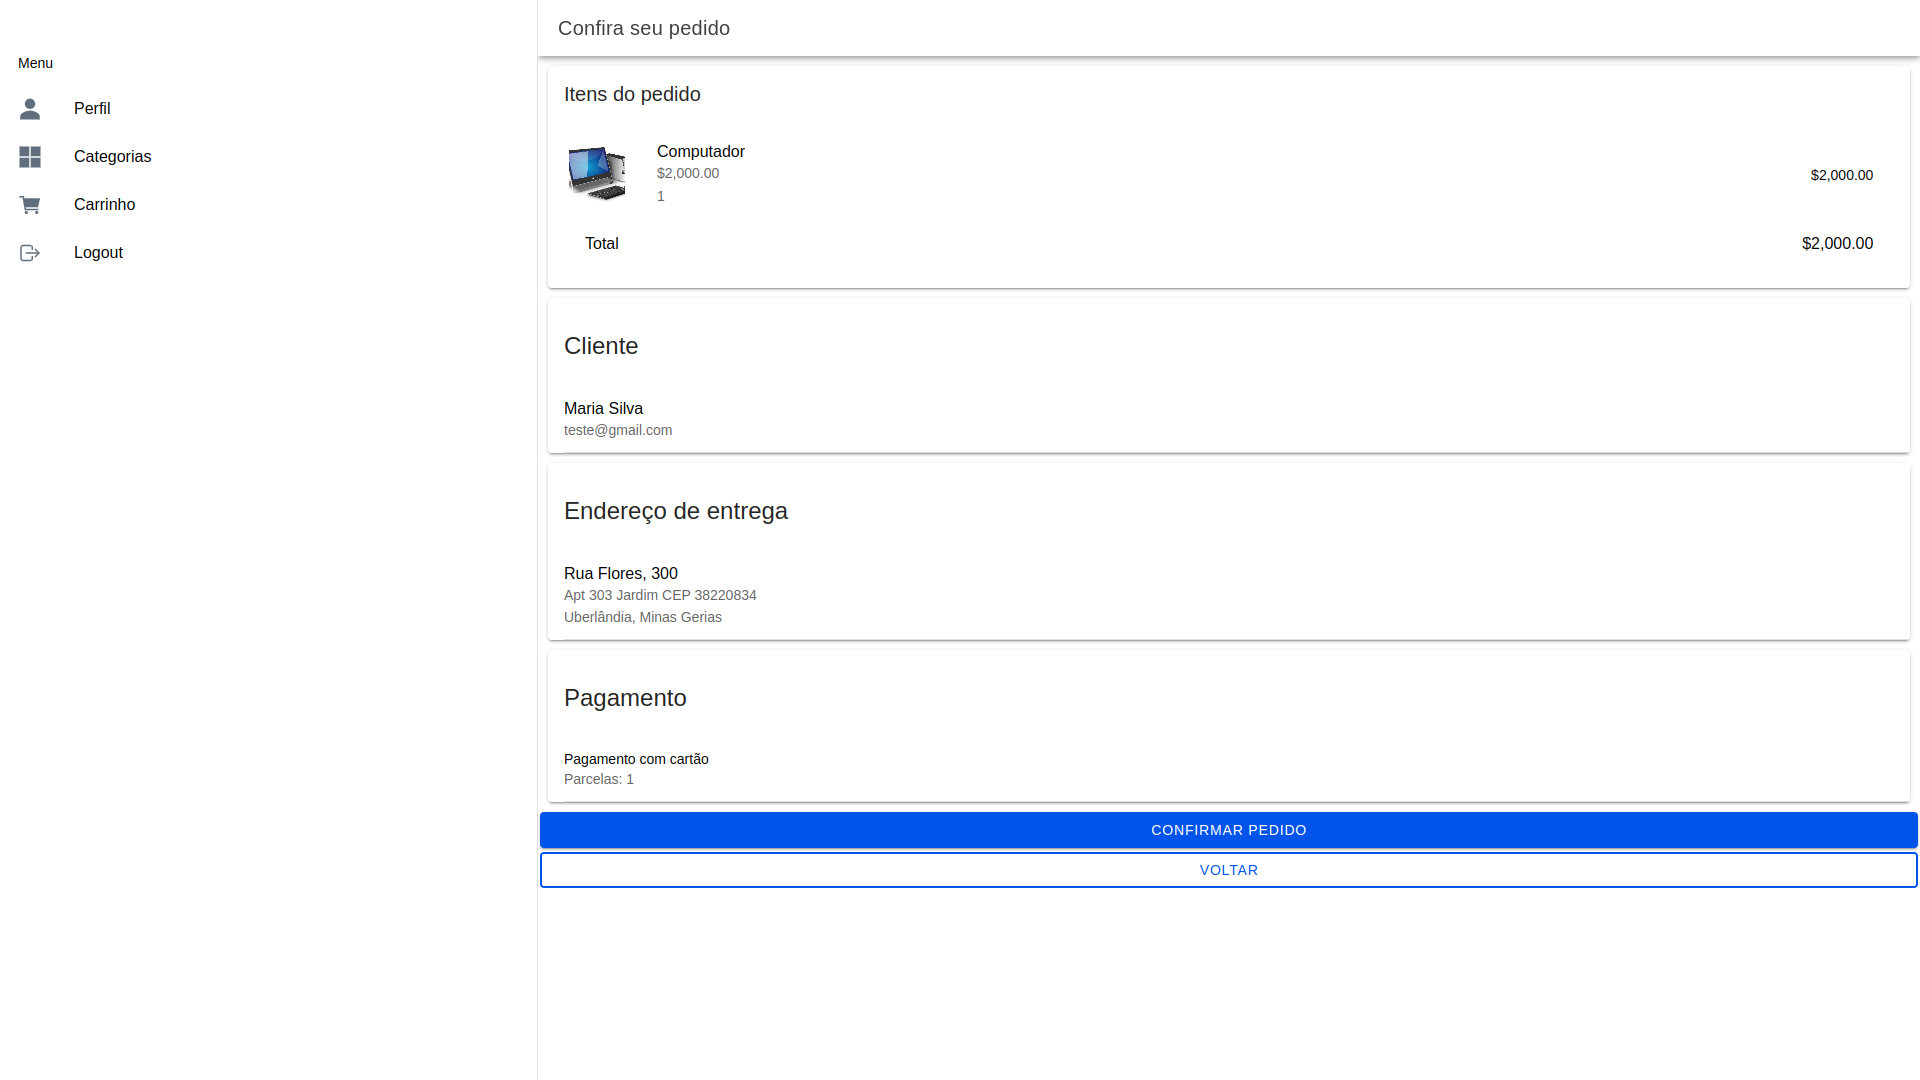 Menu
Perfil
Categorias
Carrinho
Logout
Confira seu pedido
Itens do pedido
Computador
$2,000.00
1
$2,000.00
Total
$2,000.00
Cliente
Maria Silva
teste@gmail.com
Endereço de entrega
Rua Flores, 300
Apt 303 Jardim CEP 38220834
Uberlândia, Minas Gerias
Pagamento
Pagamento com cartão
Parcelas: 1
CONFIRMAR PEDIDO
VOLTAR